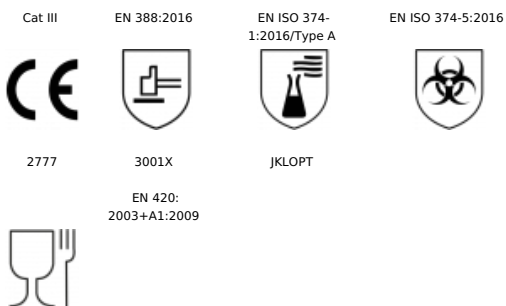 Cat III
EN 388:2016
EN ISO 374-
1:2016/Type A
EN ISO 374-5:2016
CE
2777
3001X
JKLOPT
EN 420:
2003+A1:2009